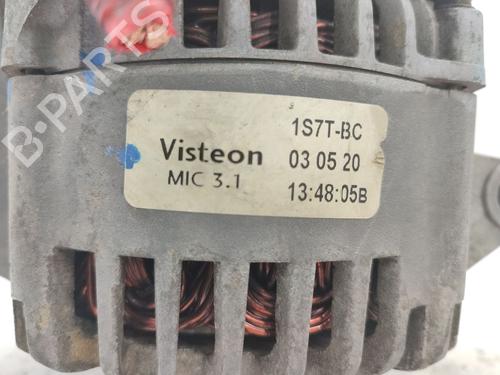 B-PARTS
Visteon
MIC 3.1
1S7T-BC
03 05 20
13:48:05B